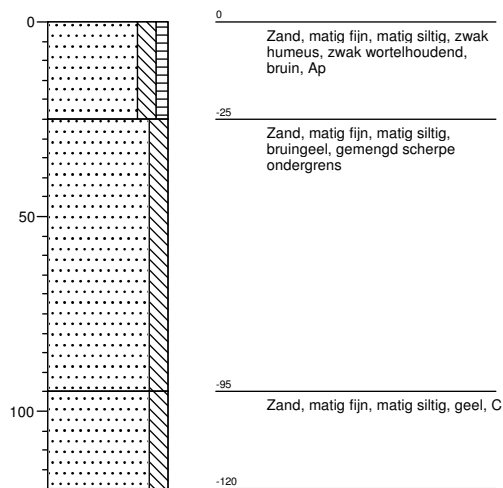 0
0
Zand, matig fijn, matig siltig, zwak
humeus, zwak wortelhoudend,
bruin, Ap
-25
Zand, matig fijn, matig siltig,
bruingeel, gemengd scherpe
ondergrens
50
-95
Zand, matig fijn, matig siltig, geel, C
100
-120